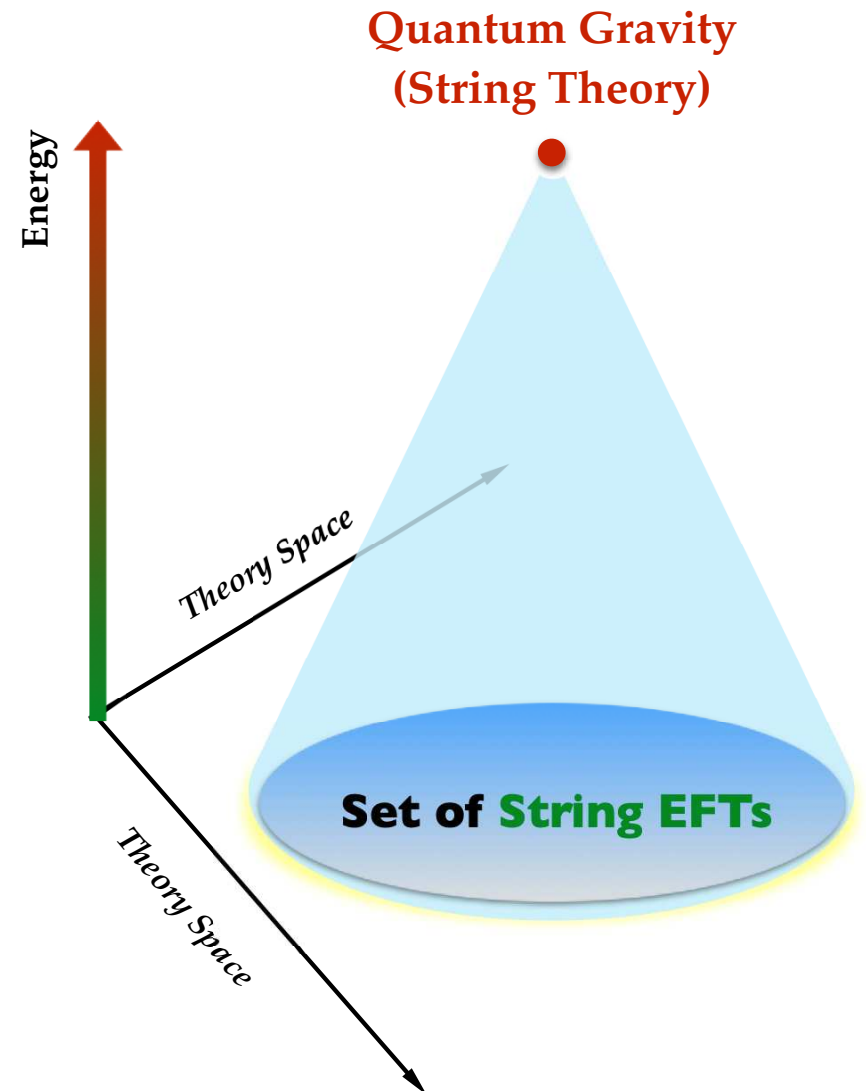 Quantum Gravity
(String Theory)
Energy
Theory Space
Set of String EFTs
Theory Space